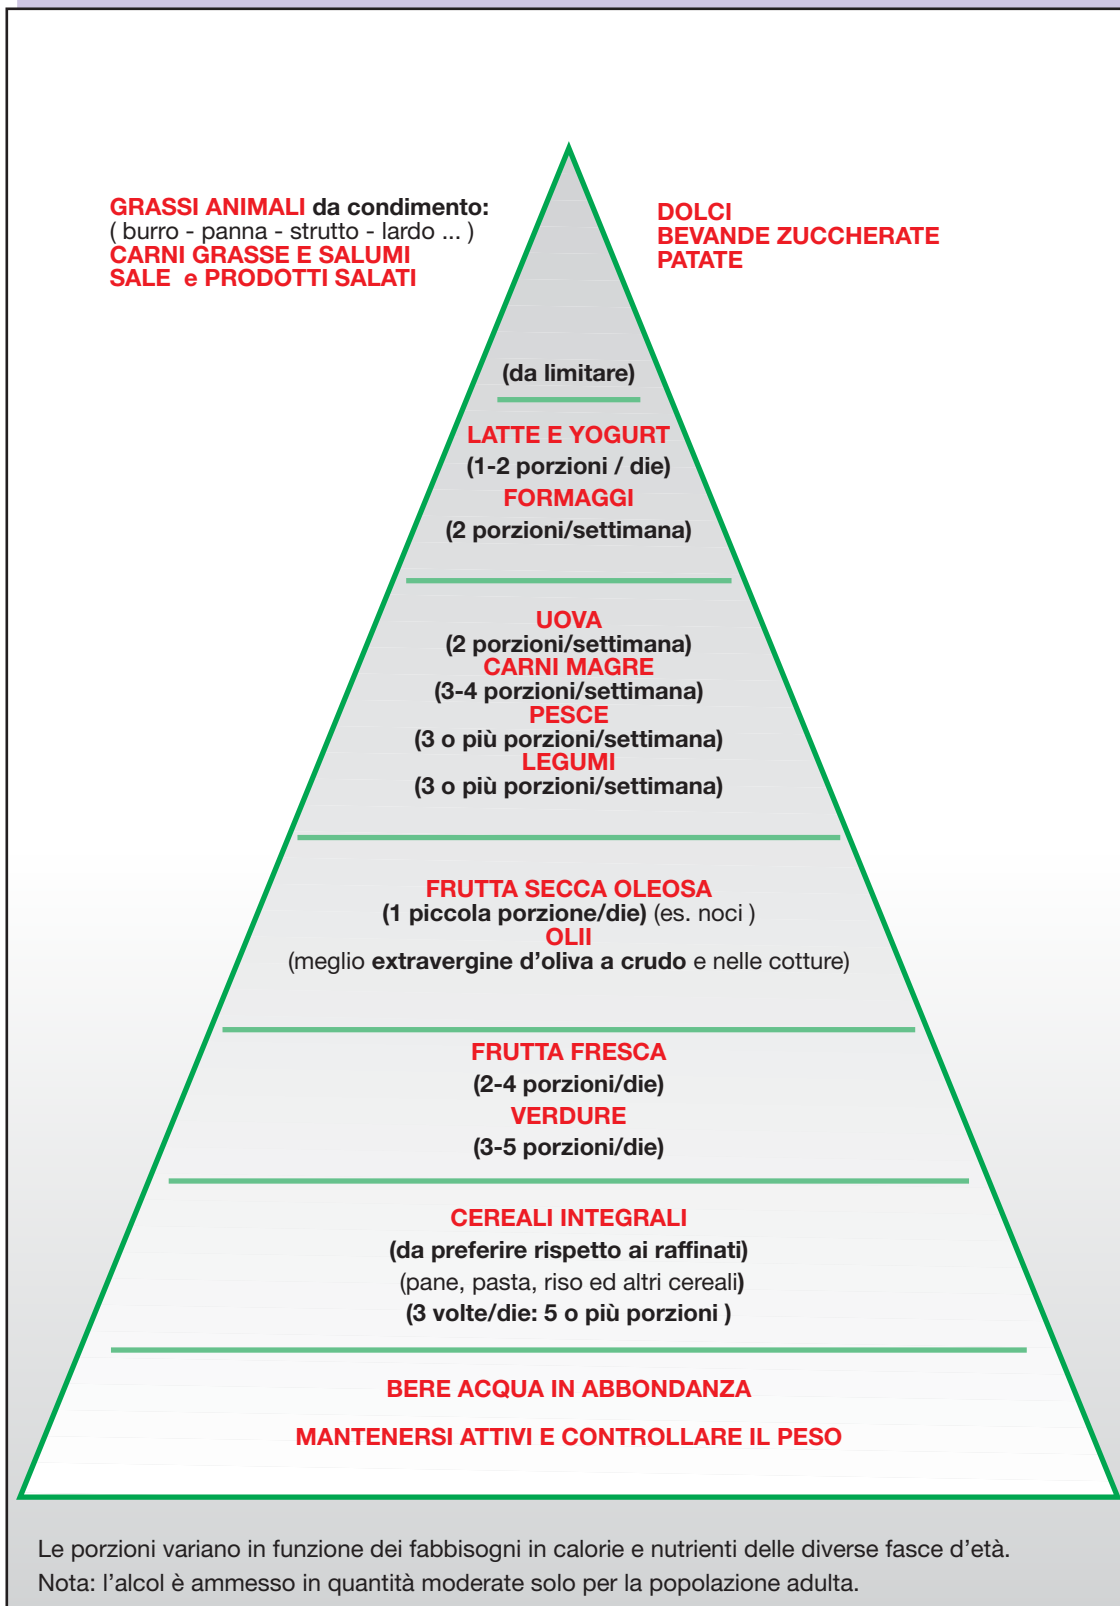 GRASSI ANIMALI da condimento:
( burro - panna - strutto - lardo ... )
CARNI GRASSE E SALUMI
SALE e PRODOTTI SALATI
DOLCI
BEVANDE ZUCCHERATE
PATATE
(da limitare)
LATTE E YOGURT
(1-2 porzioni / die)
FORMAGGI
(2 porzioni/settimana)
UOVA
(2 porzioni/settimana)
CARNI MAGRE
(3-4 porzioni/settimana)
PESCE
(3 o più porzioni/settimana)
LEGUMI
(3 o più porzioni/settimana)
FRUTTA SECCA OLEOSA
(1 piccola porzione/die) (es. noci )
OLII
(meglio extravergine d'oliva a crudo e nelle cotture)
FRUTTA FRESCA
(2-4 porzioni/die)
VERDURE
(3-5 porzioni/die)
CEREALI INTEGRALI
(da preferire rispetto ai raffinati)
(pane, pasta, riso ed altri cereali)
(3 volte/die: 5 o più porzioni )
BERE ACQUA IN ABBONDANZA
MANTENERSI ATTIVI E CONTROLLARE IL PESO
Le porzioni variano in funzione dei fabbisogni in calorie e nutrienti delle diverse fasce d'età.
Nota: l'alcol è ammesso in quantità moderate solo per la popolazione adulta.